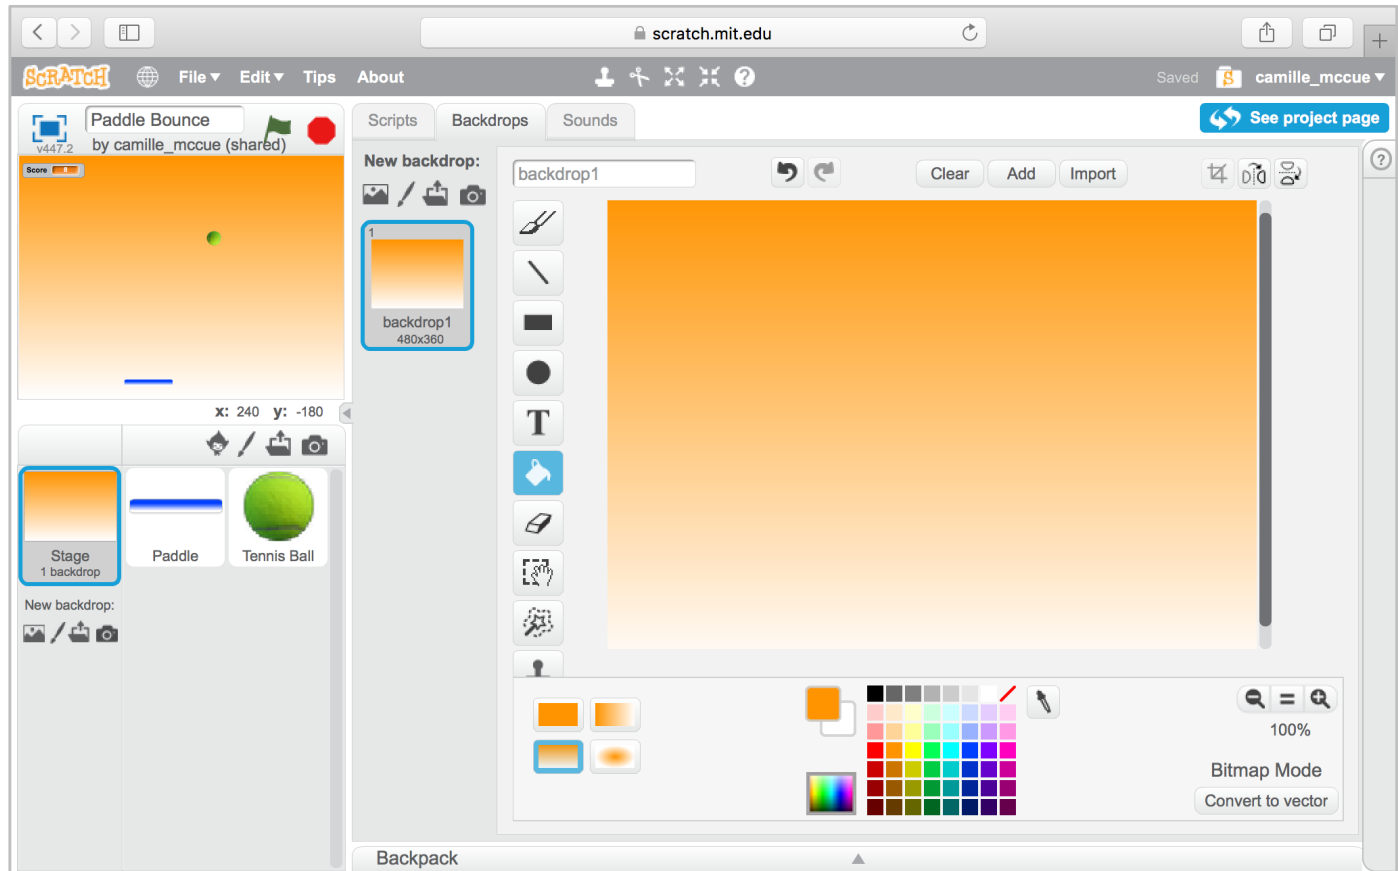 scratch.mit.edu
SCRATCH File Edit Tips About Saved S camille_mccue
v447.2 Paddle Bounce
by camille_mccue (shared)
Scripts Backdrops Sounds See project page
Score
New backdrop:
backdrop1 Clear Add Import
1
backdrop1
480x360
T
x: 240 y: -180
Stage
1 backdrop
Paddle
Tennis Ball
New backdrop:
100%
Bitmap Mode
Convert to vector
Backpack